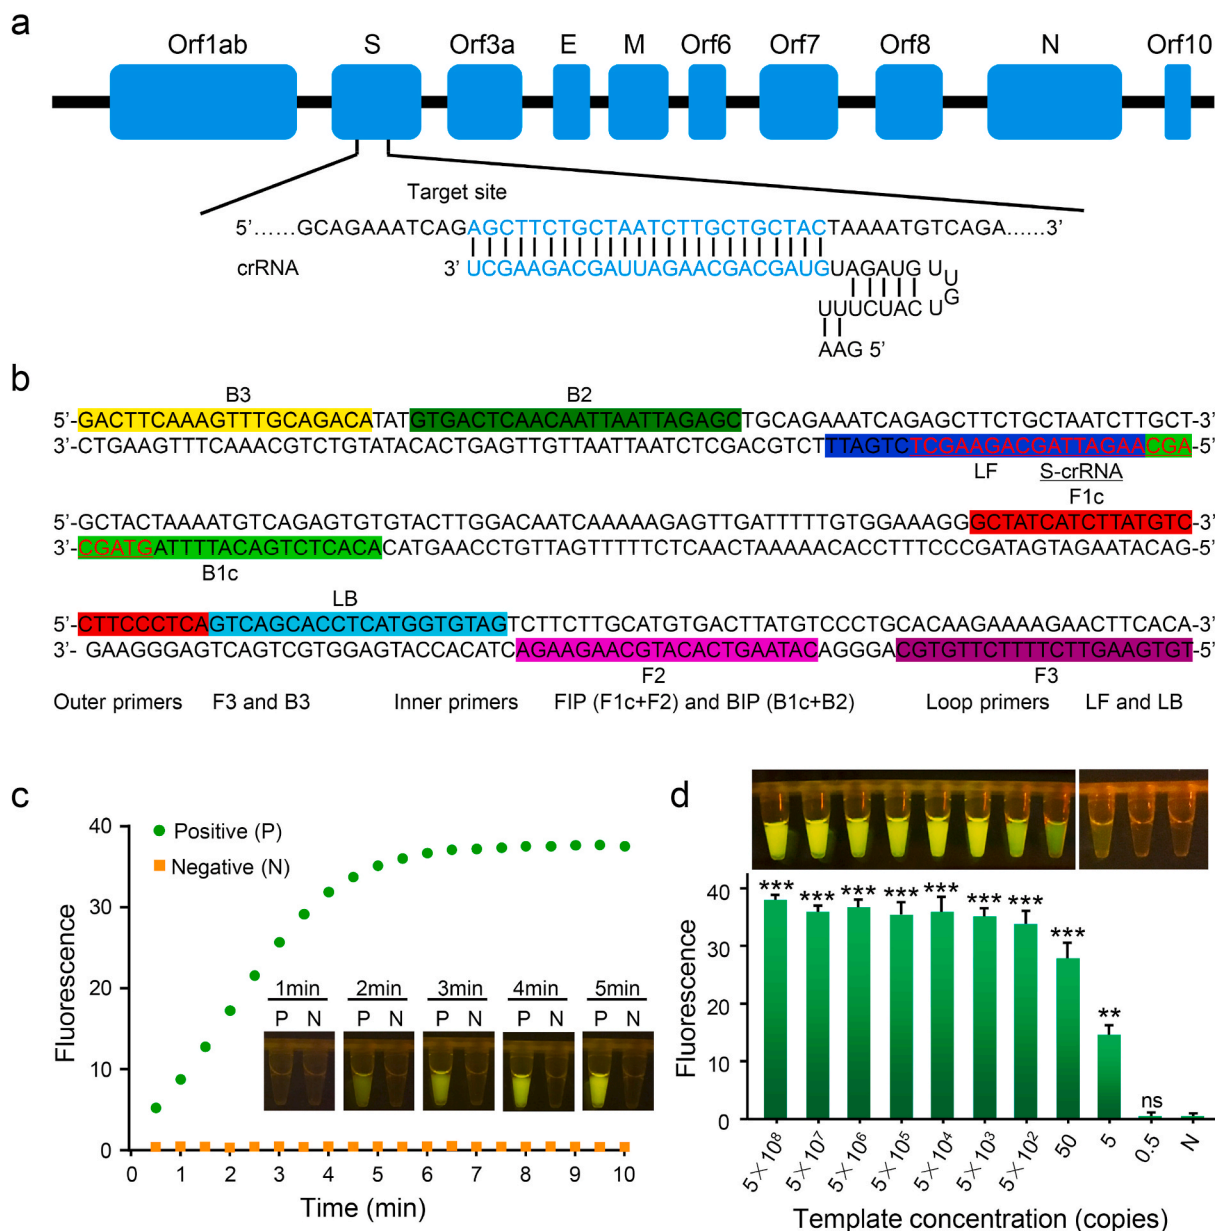 a
Orf1ab S Orf3a E M Orf6 Orf7 Orf8 N Orf10
Target site
5’……GCAGAAATCAGAGCTTCTGCTAATCTTGCTGCTACTAAAATGTCAGA……3’
crRNA 3’ UCGAAGACGAUUAGAACGACGAUGUAGAUG U
U
G
UUUCUAC U
AAG 5’
b
B3 B2
5’-GACTTCAAAGTTTGCAGACATATGTGACTCAACAATTAATTAGAGCTGCAGAAATCAGAGCTTCTGCTAATCTTGCT-3’
3’-CTGAAGTTTCAAACGTCTGTATACACTGAGTTGTTAATTAATCTCGACGTCTTTAGTCTCGAAGACGATTAGAACGA-5’
LF S-crRNA
F1c
5’-GCTACTAAAATGTCAGAGTGTGTACTTGGACAATCAAAAAGAGTTGATTTTTGTGGAAAGGGCTATCATCTTATGTC-3’
3’-CGATGATTTTACAGTCTCACACATGAACCTGTTAGTTTTTCTCAACTAAAAACACCTTTCCCGATAGTAGAATACAG-5’
B1c
LB
5’-CTTCCCTCAGTCAGCACCTCATGGTGTAGTCTTCTTGCATGTGACTTATGTCCCTGCACAAGAAAAGAACTTCACA-3’
3’- GAAGGGAGTCAGTCGTGGAGTACCACATCAGAAGAACGTACACTGAATACAGGGACGTGTTCTTTTCTTGAAGTGT-5’
F2 F3
Outer primers F3 and B3 Inner primers FIP (F1c+F2) and BIP (B1c+B2) Loop primers LF and LB
c
40
30
20
10
0
Fluorescence
Positive (P)
Negative (N)
1min 2min 3min 4min 5min
P N P N P N P N P N
0 1 2 3 4 5 6 7 8 9 10
Time (min)
d
40
30
20
10
0
Fluorescence
*** *** *** *** *** *** *** *** ** ns
5×10⁸ 5×10⁷ 5×10⁶ 5×10⁵ 5×10⁴ 5×10³ 5×10² 50 5 0.5 N
Template concentration (copies)